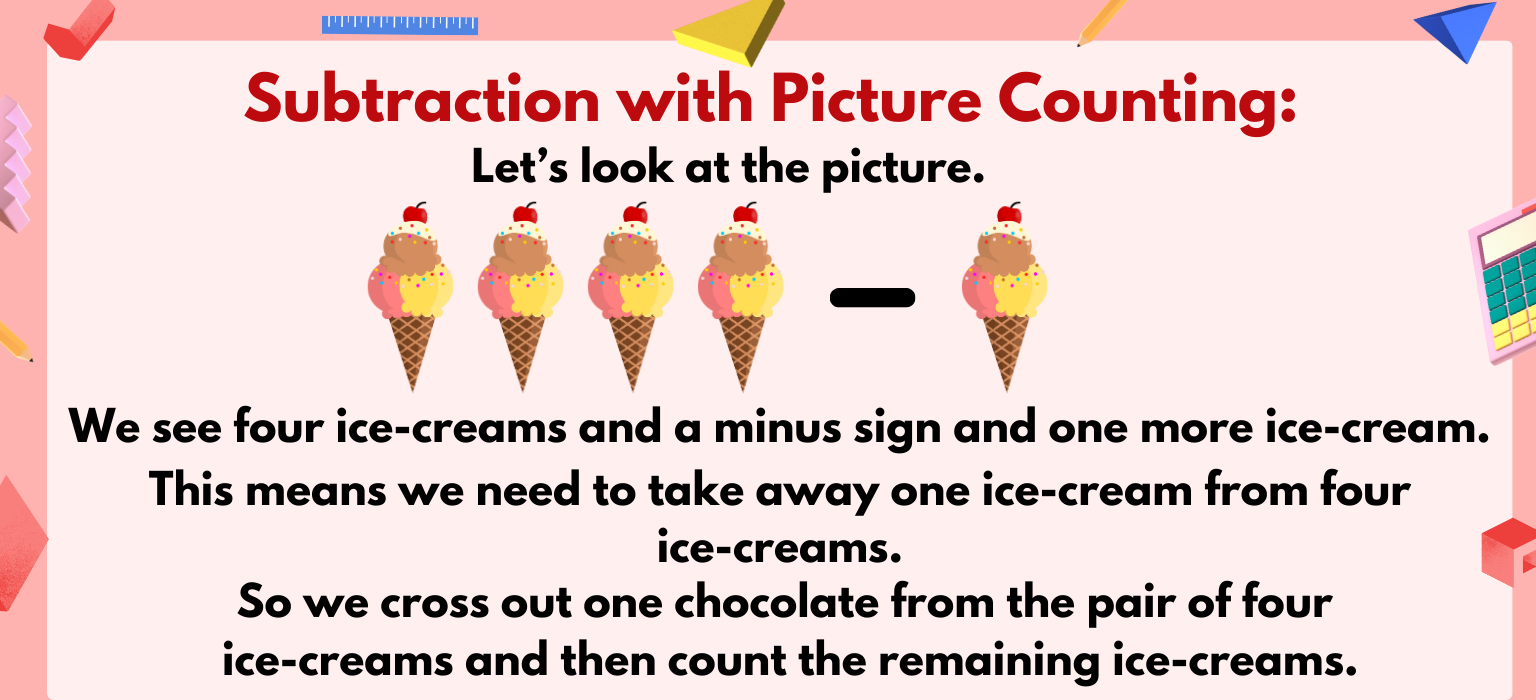 Subtraction with Picture Counting:
Let’s look at the picture.
We see four ice-creams and a minus sign and one more ice-cream.
This means we need to take away one ice-cream from four
ice-creams.
So we cross out one chocolate from the pair of four
ice-creams and then count the remaining ice-creams.